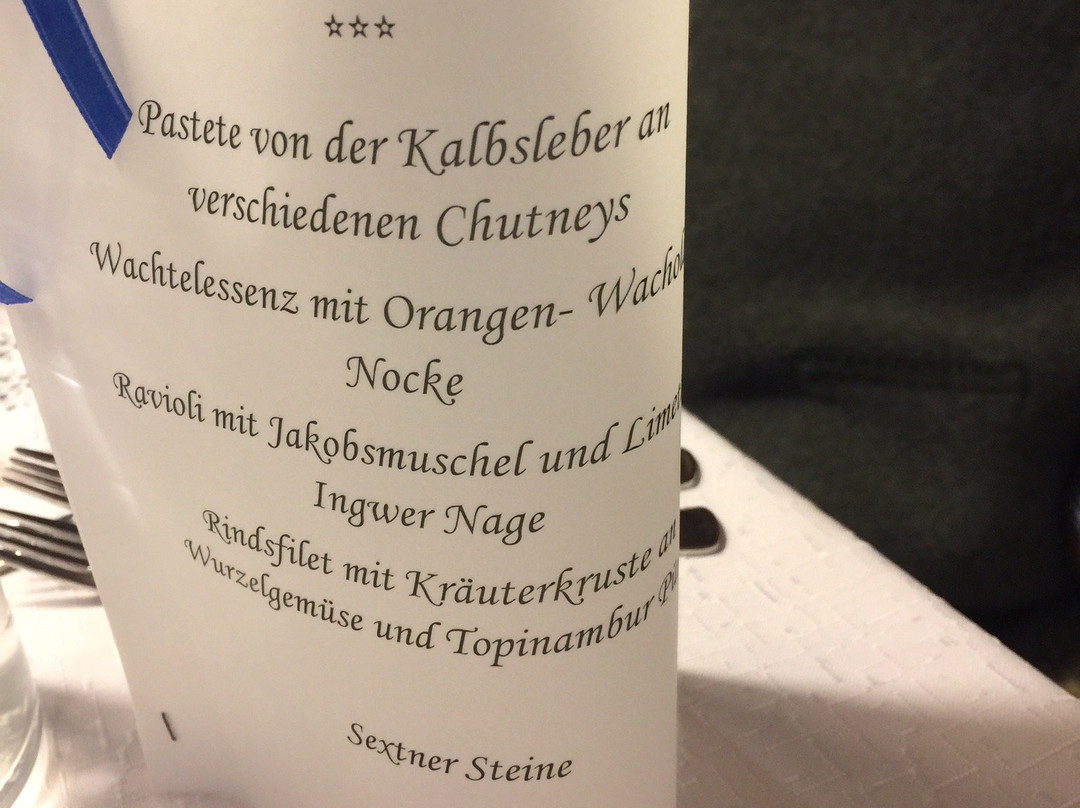 Pastete von der Kalbsleber an
verschiedenen Chutneys
Wachtelessenz mit Orangen-
Nocke
Ravioli mit Jakobsmuschel und
Ingwer Nage
Rindsfilet mit Kräuterkruste an
Wurzelgemüse und Topinambur
Sextner Steine